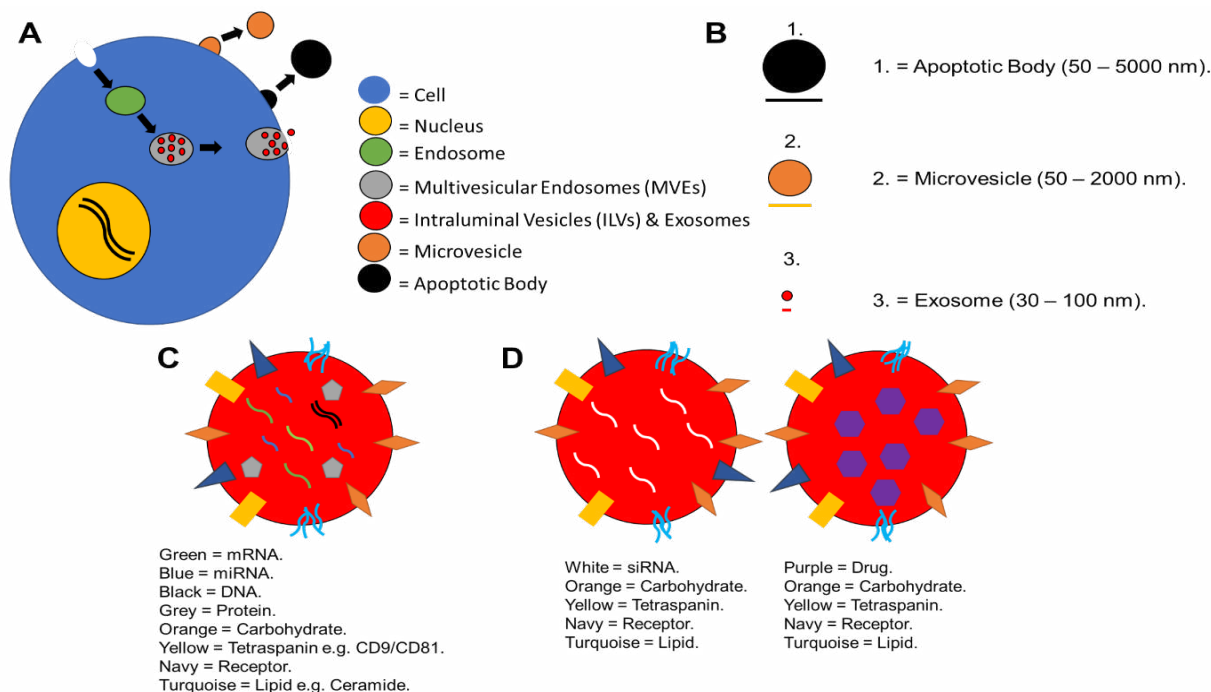 A
= Cell
= Nucleus
= Endosome
= Multivesicular Endosomes (MVEs)
= Intraluminal Vesicles (ILVs) & Exosomes
= Microvesicle
= Apoptotic Body
B
1.
1. = Apoptotic Body (50 – 5000 nm).
2.
2. = Microvesicle (50 – 2000 nm).
3.
3. = Exosome (30 – 100 nm).
C
Green = mRNA.
Blue = miRNA.
Black = DNA.
Grey = Protein.
Orange = Carbohydrate.
Yellow = Tetraspanin e.g. CD9/CD81.
Navy = Receptor.
Turquoise = Lipid e.g. Ceramide.
D
White = siRNA.
Orange = Carbohydrate.
Yellow = Tetraspanin.
Navy = Receptor.
Turquoise = Lipid.
Purple = Drug.
Orange = Carbohydrate.
Yellow = Tetraspanin.
Navy = Receptor.
Turquoise = Lipid.